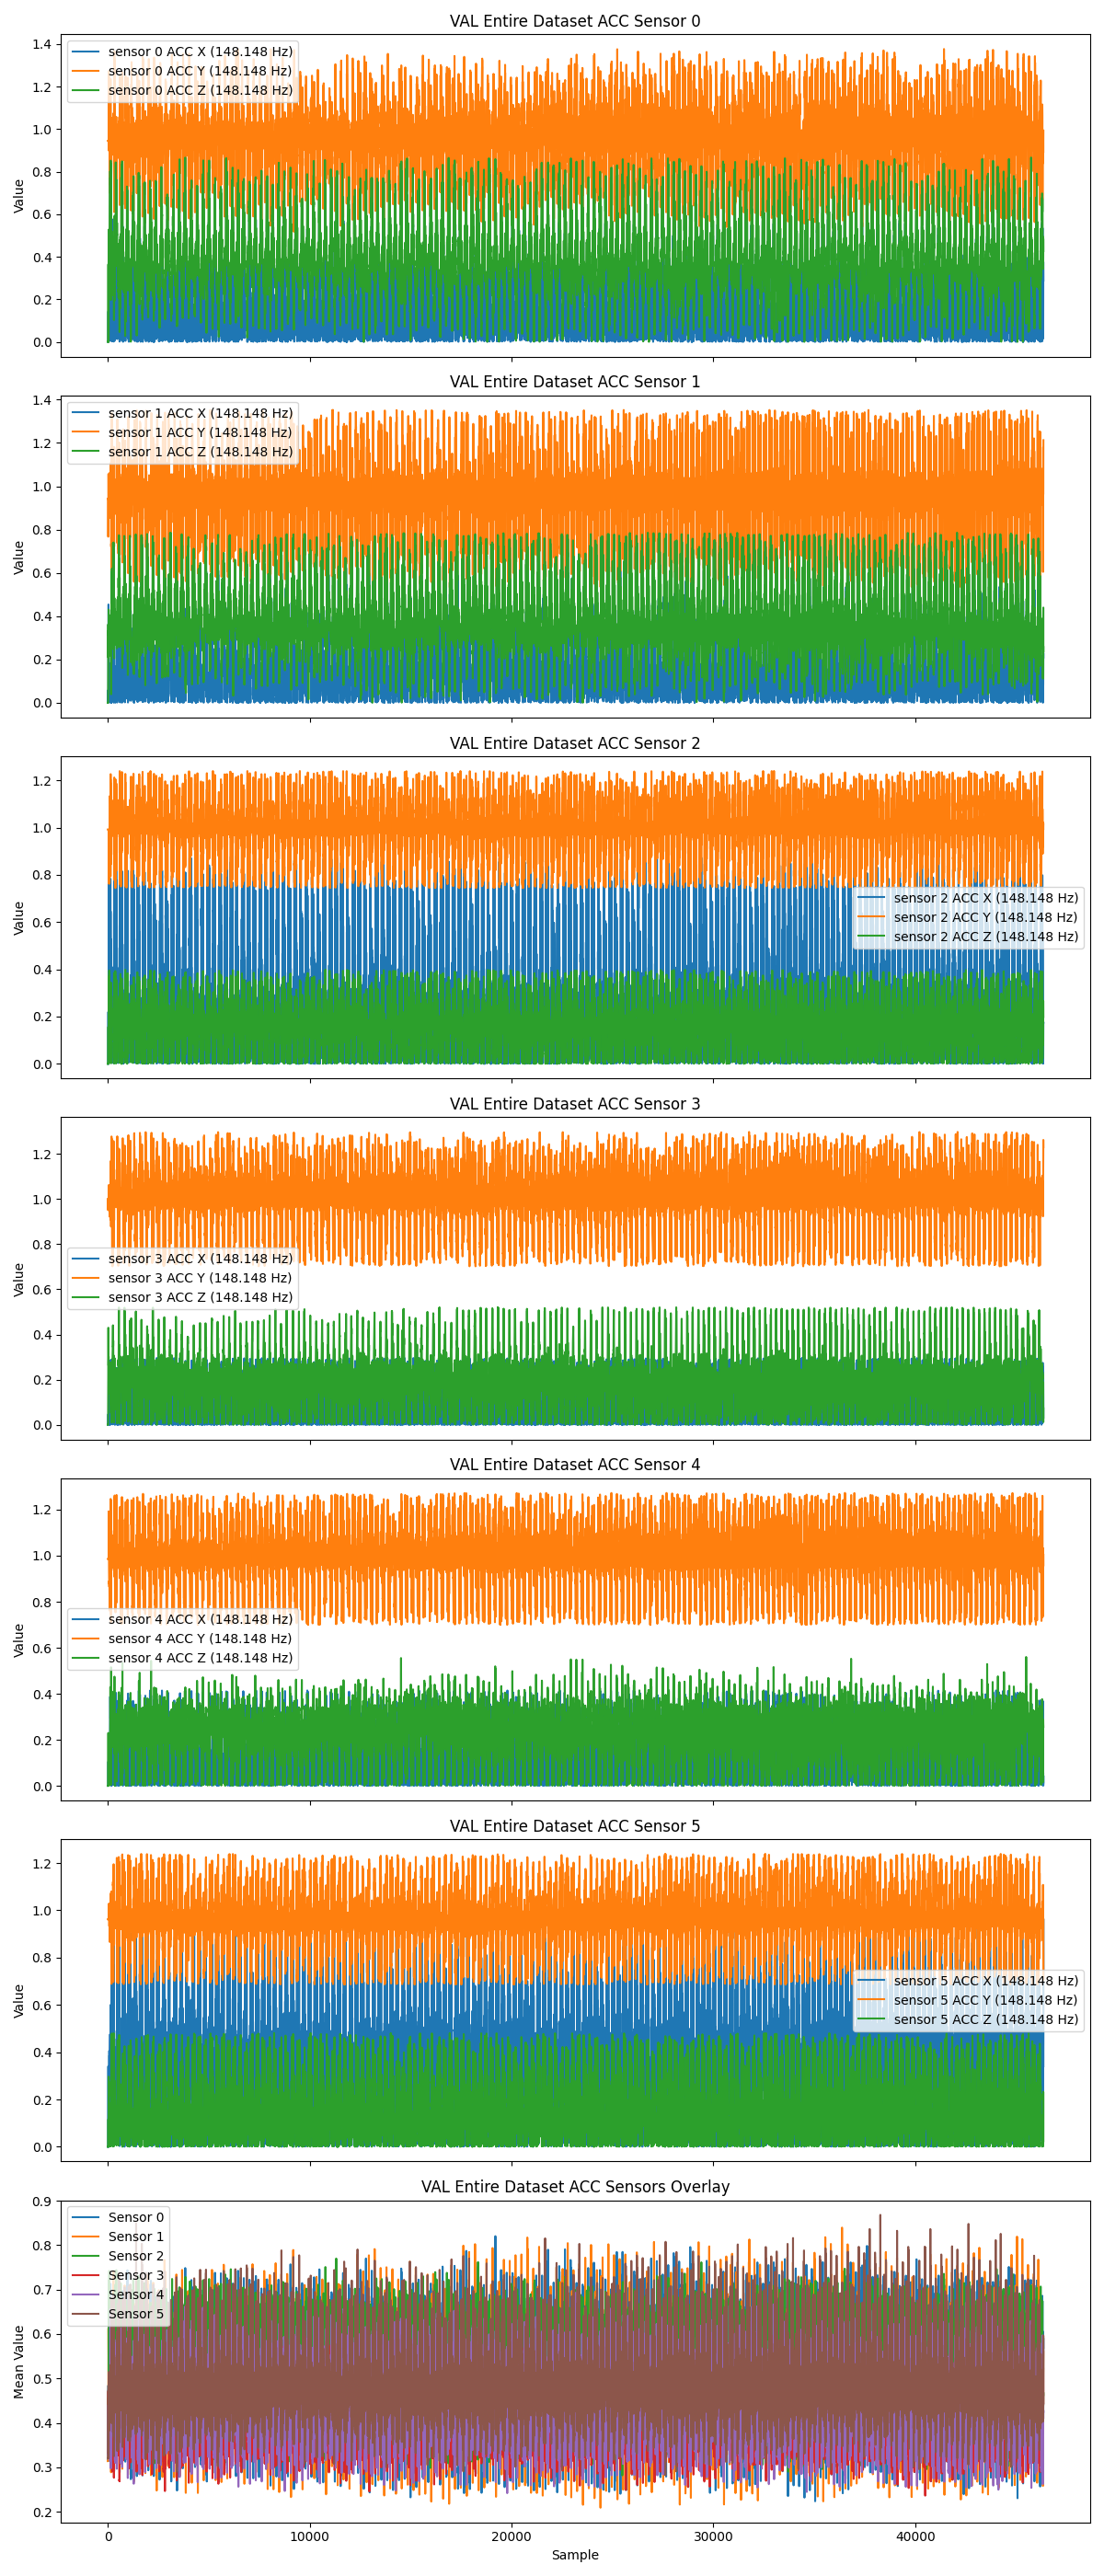 VAL Entire Dataset ACC Sensor 0
sensor 0 ACC X (148.148 Hz)
sensor 0 ACC Y (148.148 Hz)
sensor 0 ACC Z (148.148 Hz)
Value
1.4
1.2
1.0
0.8
0.6
0.4
0.2
0.0
VAL Entire Dataset ACC Sensor 1
sensor 1 ACC X (148.148 Hz)
sensor 1 ACC Y (148.148 Hz)
sensor 1 ACC Z (148.148 Hz)
Value
1.4
1.2
1.0
0.8
0.6
0.4
0.2
0.0
VAL Entire Dataset ACC Sensor 2
sensor 2 ACC X (148.148 Hz)
sensor 2 ACC Y (148.148 Hz)
sensor 2 ACC Z (148.148 Hz)
Value
1.2
1.0
0.8
0.6
0.4
0.2
0.0
VAL Entire Dataset ACC Sensor 3
sensor 3 ACC X (148.148 Hz)
sensor 3 ACC Y (148.148 Hz)
sensor 3 ACC Z (148.148 Hz)
Value
1.2
1.0
0.8
0.6
0.4
0.2
0.0
VAL Entire Dataset ACC Sensor 4
sensor 4 ACC X (148.148 Hz)
sensor 4 ACC Y (148.148 Hz)
sensor 4 ACC Z (148.148 Hz)
Value
1.2
1.0
0.8
0.6
0.4
0.2
0.0
VAL Entire Dataset ACC Sensor 5
sensor 5 ACC X (148.148 Hz)
sensor 5 ACC Y (148.148 Hz)
sensor 5 ACC Z (148.148 Hz)
Value
1.2
1.0
0.8
0.6
0.4
0.2
0.0
VAL Entire Dataset ACC Sensors Overlay
Sensor 0
Sensor 1
Sensor 2
Sensor 3
Sensor 4
Sensor 5
Mean Value
0.9
0.8
0.7
0.6
0.5
0.4
0.3
0.2
0 10000 20000 30000 40000
Sample